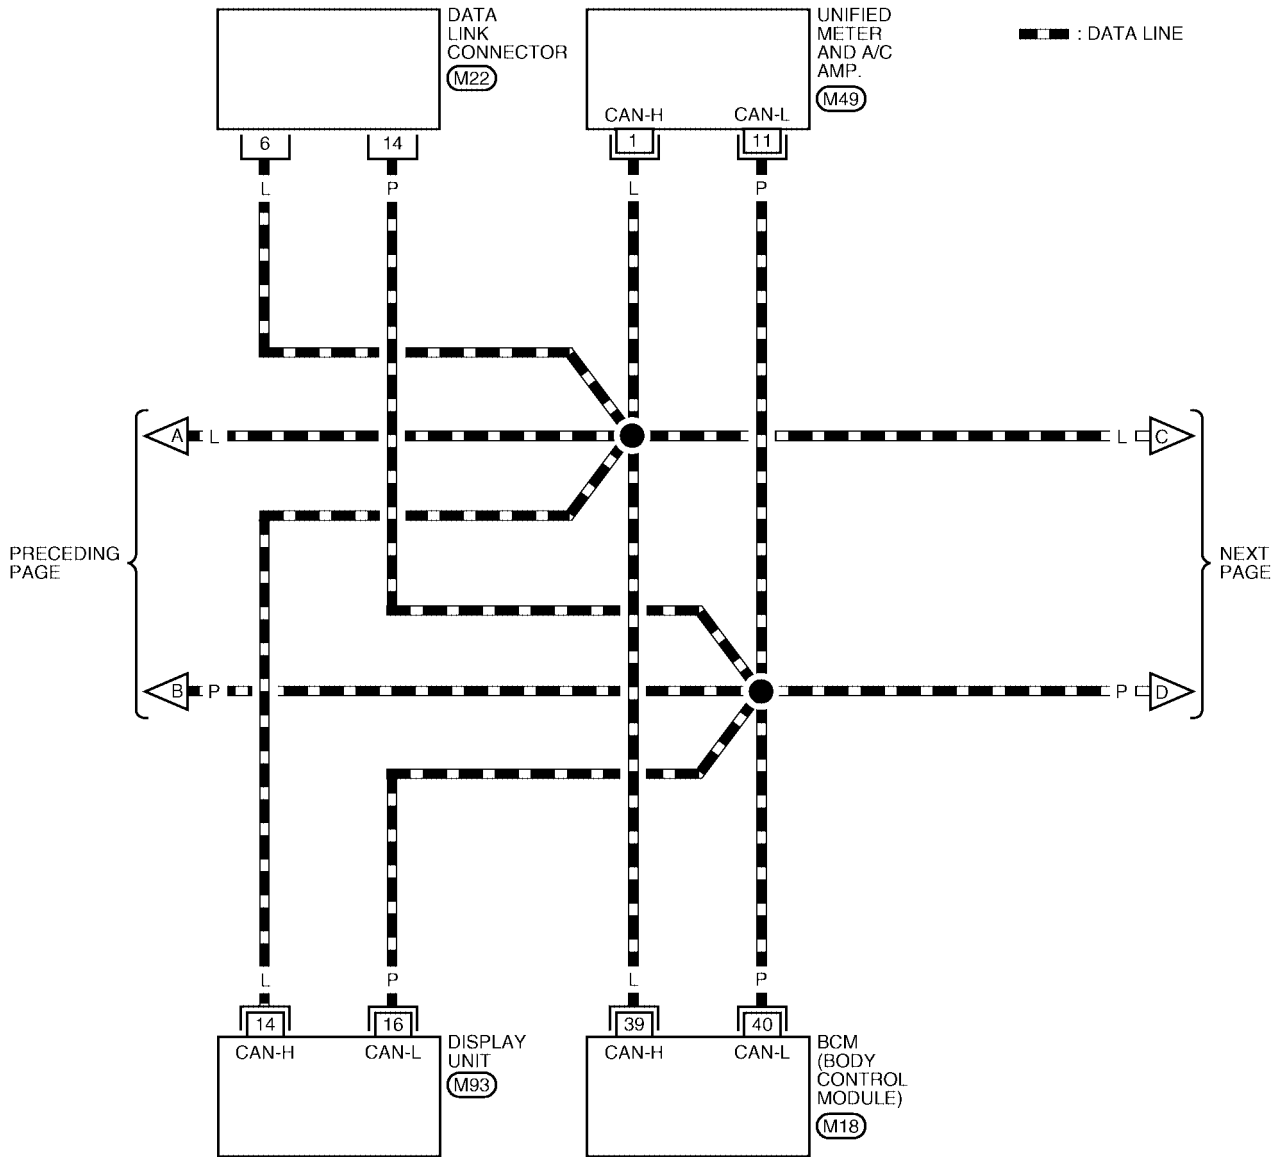 DATA
LINK
CONNECTOR
M22
UNIFIED
METER
AND A/C
AMP.
M49
: DATA LINE
CAN-H
CAN-L
6
14
1
11
L
P
L
P
A
L
L
C
PRECEDING
PAGE
NEXT
PAGE
B
P
P
D
L
P
L
P
14
16
39
40
CAN-H
CAN-L
DISPLAY
UNIT
M93
CAN-H
CAN-L
BCM
(BODY
CONTROL
MODULE)
M18